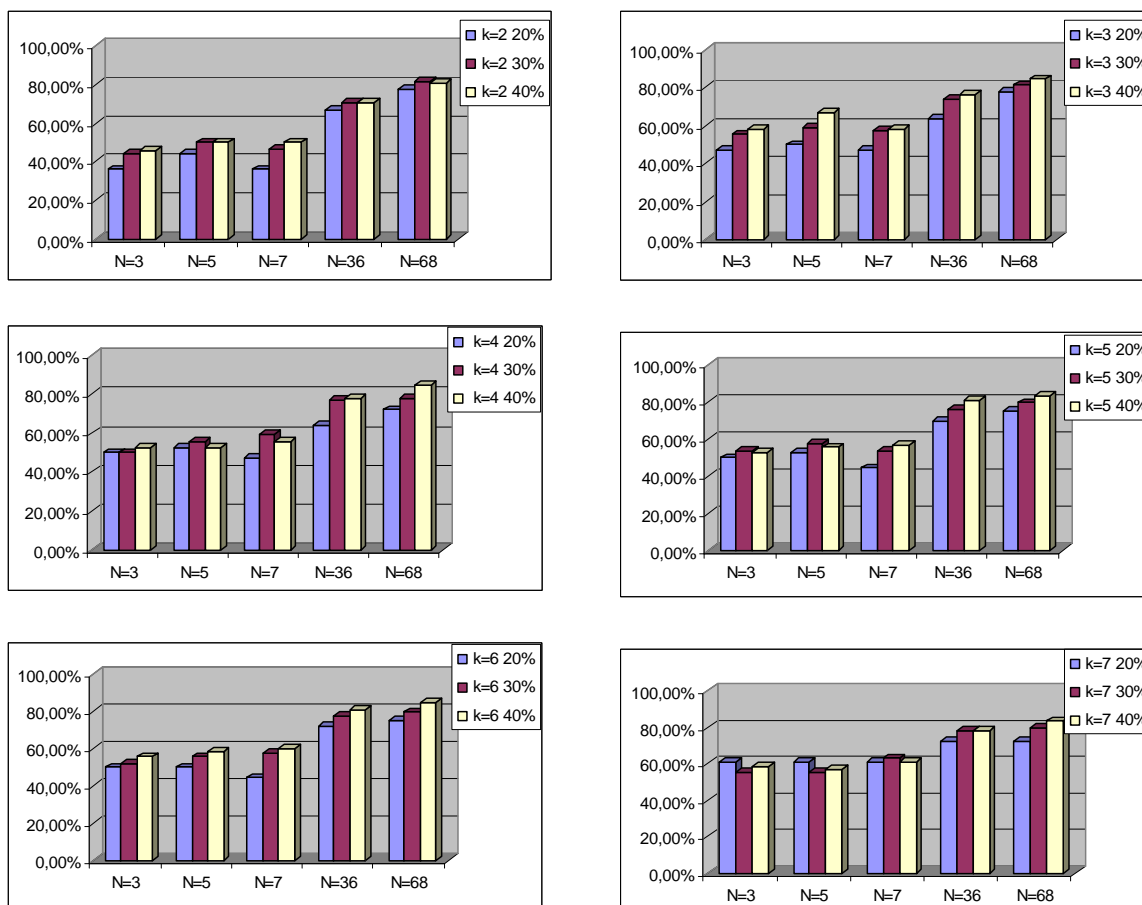 k=2 20%
k=2 30%
k=2 40%
100,00%
80,00%
60,00%
40,00%
20,00%
0,00%
N=3 N=5 N=7 N=36 N=68
k=3 20%
k=3 30%
k=3 40%
100,00%
80,00%
60,00%
40,00%
20,00%
0,00%
N=3 N=5 N=7 N=36 N=68
k=4 20%
k=4 30%
k=4 40%
100,00%
80,00%
60,00%
40,00%
20,00%
0,00%
N=3 N=5 N=7 N=36 N=68
k=5 20%
k=5 30%
k=5 40%
100,00%
80,00%
60,00%
40,00%
20,00%
0,00%
N=3 N=5 N=7 N=36 N=68
k=6 20%
k=6 30%
k=6 40%
100,00%
80,00%
60,00%
40,00%
20,00%
0,00%
N=3 N=5 N=7 N=36 N=68
k=7 20%
k=7 30%
k=7 40%
100,00%
80,00%
60,00%
40,00%
20,00%
0,00%
N=3 N=5 N=7 N=36 N=68